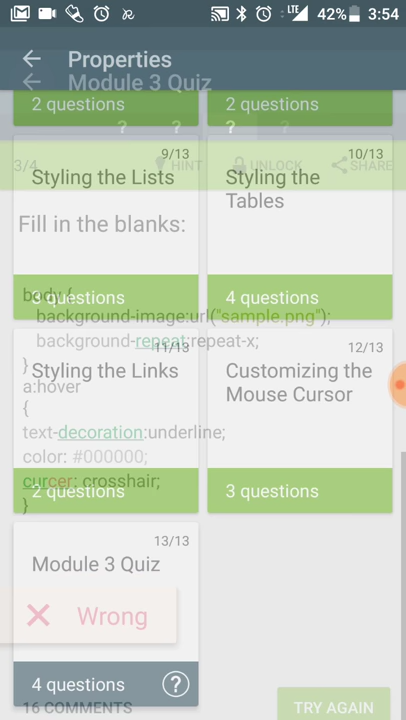 LTE 42% 3:54
Properties
Module 3 Quiz
2 questions 2 questions
? ? ? ?
3/4 HINT UNLOCK SHARE
9/13 10/13
Styling the Lists Styling the
Tables
Fill in the blanks:
body {
3 questions 4 questions
background-image:url("sample.png");
background-repeat:repeat-x;
}
11/13 12/13
Styling the Links Customizing the
Mouse Cursor
a:hover
{
text-decoration:underline;
color: #000000;
curcer: crosshair;
2 questions 3 questions
}
13/13
Module 3 Quiz
Wrong
4 questions ?
16 COMMENTS TRY AGAIN